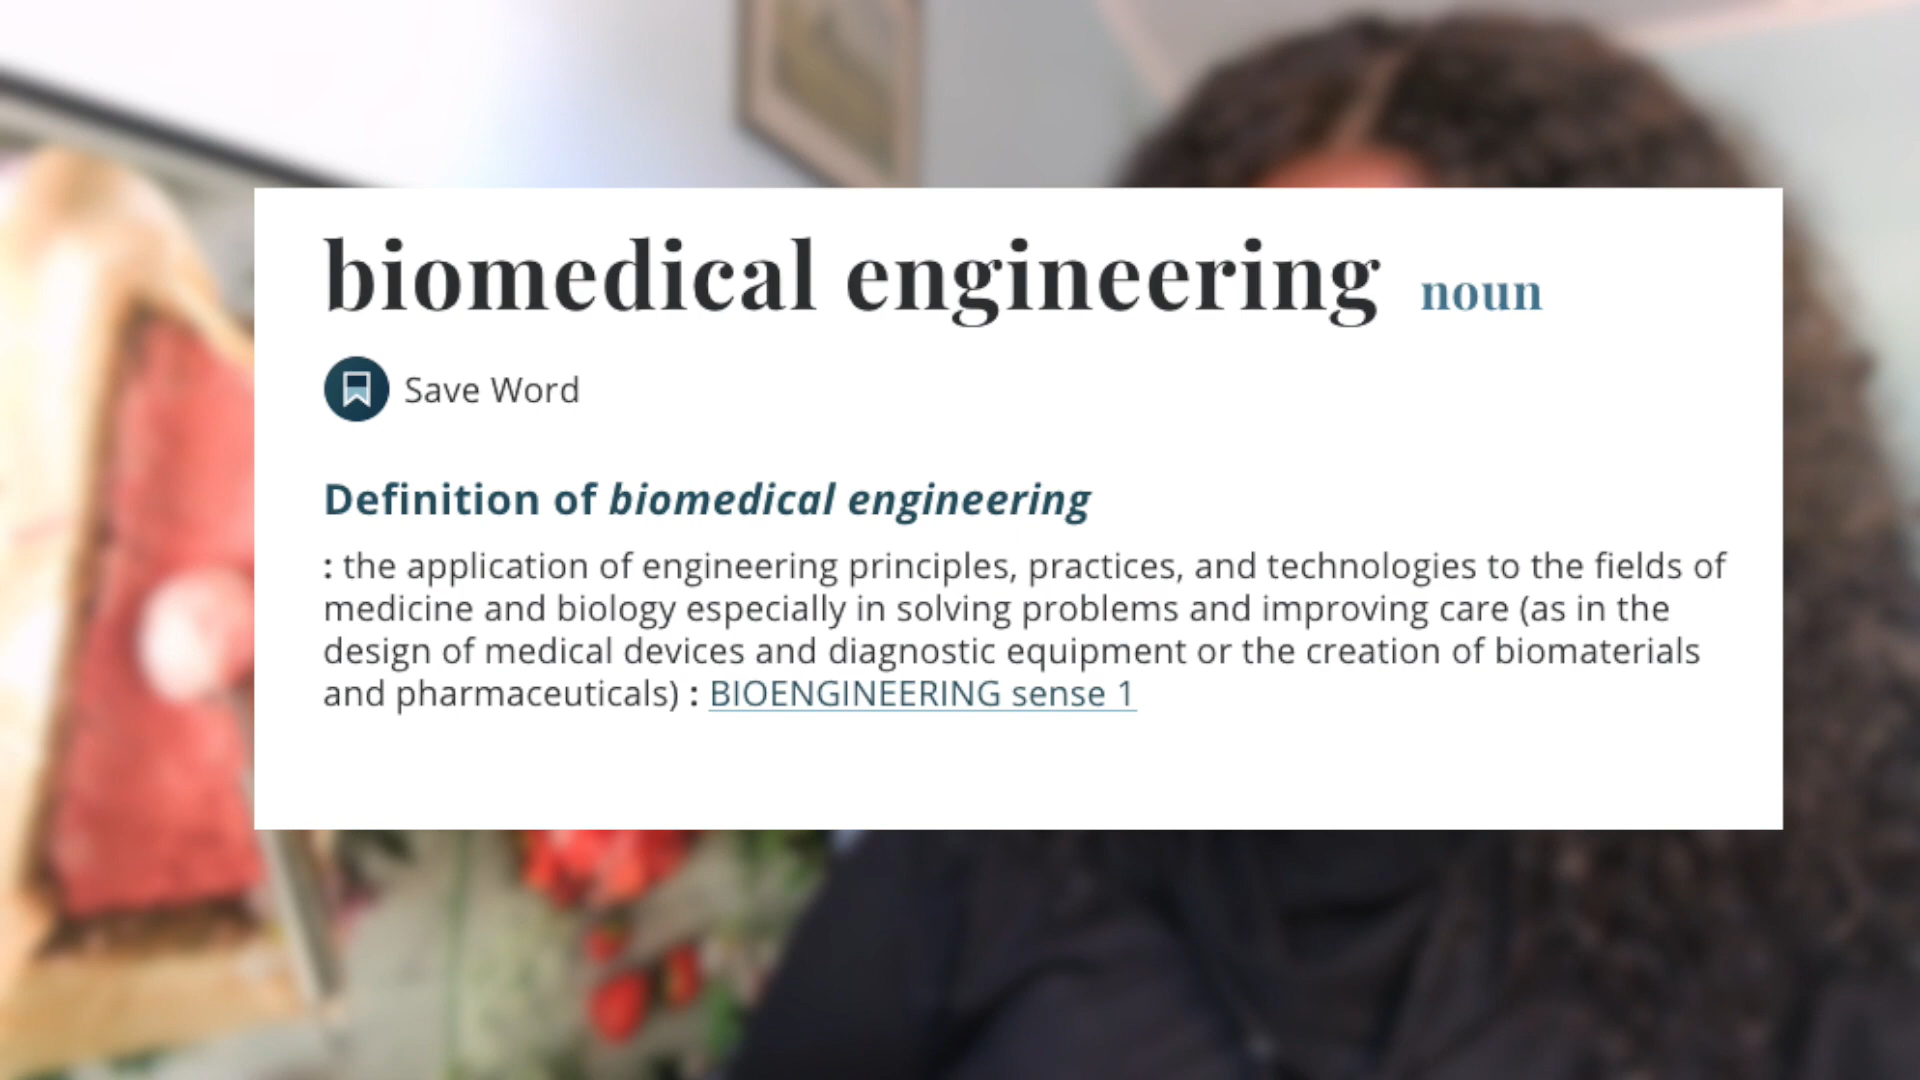 biomedical engineering noun
Save Word
Definition of biomedical engineering
: the application of engineering principles, practices, and technologies to the fields of
medicine and biology especially in solving problems and improving care (as in the
design of medical devices and diagnostic equipment or the creation of biomaterials
and pharmaceuticals) : BIOENGINEERING sense 1